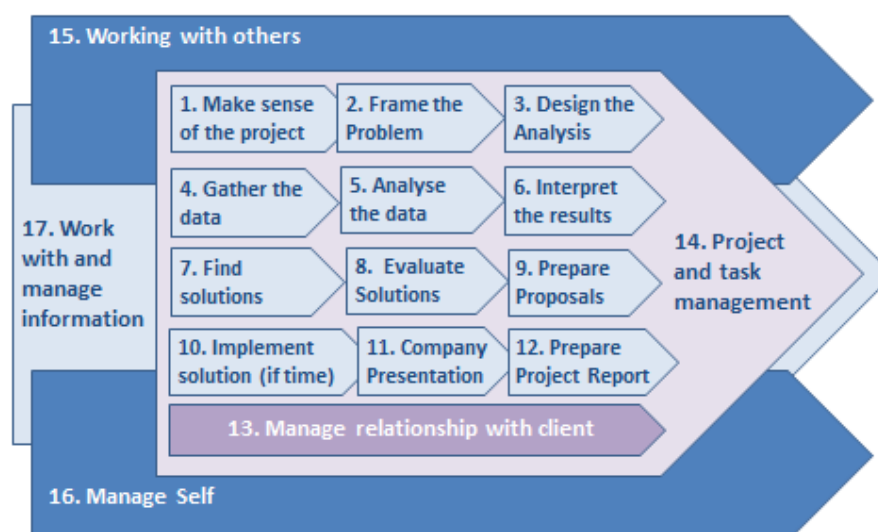 15. Working with others
1. Make sense
of the project
2. Frame the
Problem
3. Design the
Analysis
4. Gather the
data
5. Analyse
the data
6. Interpret
the results
17. Work
with and
manage
information
7. Find
solutions
8. Evaluate
Solutions
9. Prepare
Proposals
14. Project
and task
management
10. Implement
solution (if time)
11. Company
Presentation
12. Prepare
Project Report
13. Manage relationship with client
16. Manage Self